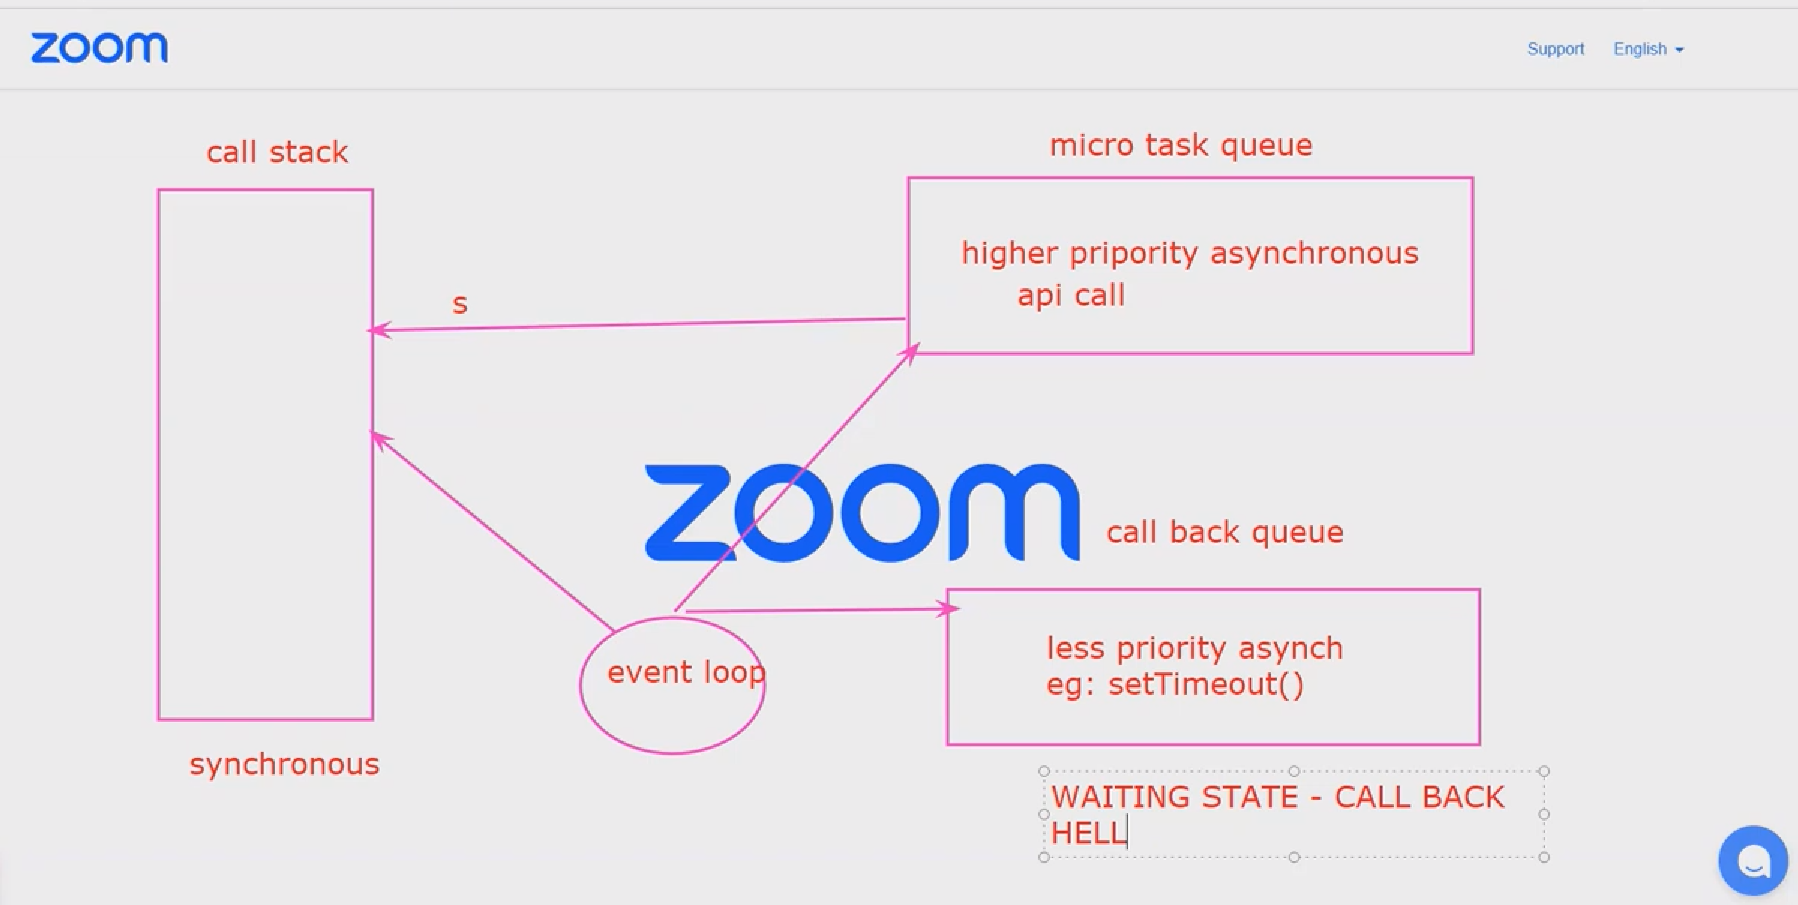 zoom
Support
English
call stack
micro task queue
higher pripority asynchronous
api call
s
zoom
call back queue
event loop
less priority asynch
eg: setTimeout()
synchronous
WAITING STATE - CALL BACK
HELL